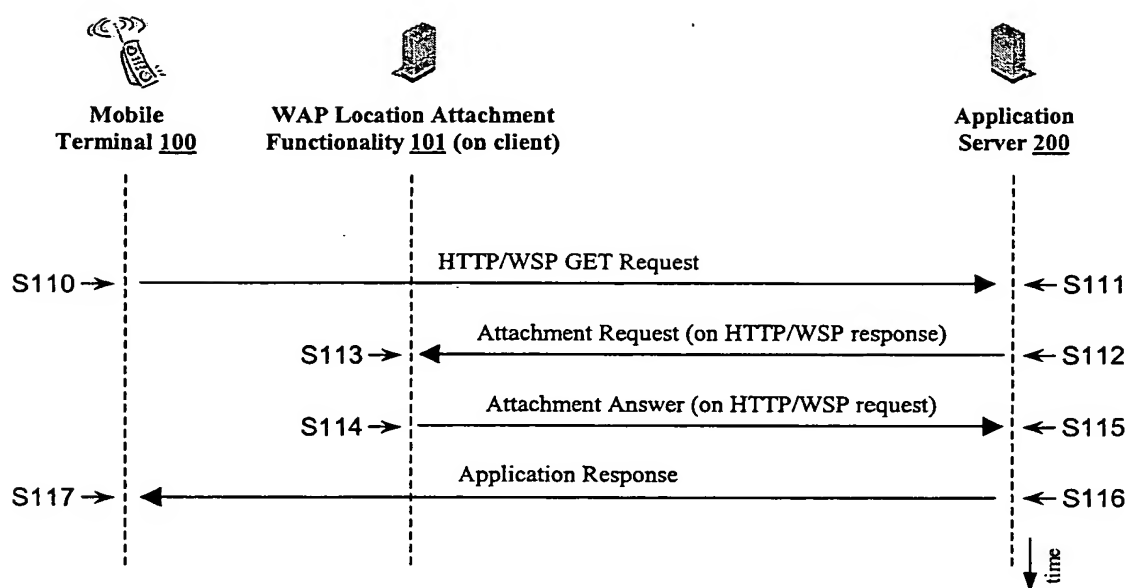 Mobile
Terminal 100
WAP Location Attachment
Functionality 101 (on client)
Application
Server 200
HTTP/WSP GET Request
S110
S111
Attachment Request (on HTTP/WSP response)
S113
S112
Attachment Answer (on HTTP/WSP request)
S114
S115
Application Response
S117
S116
time